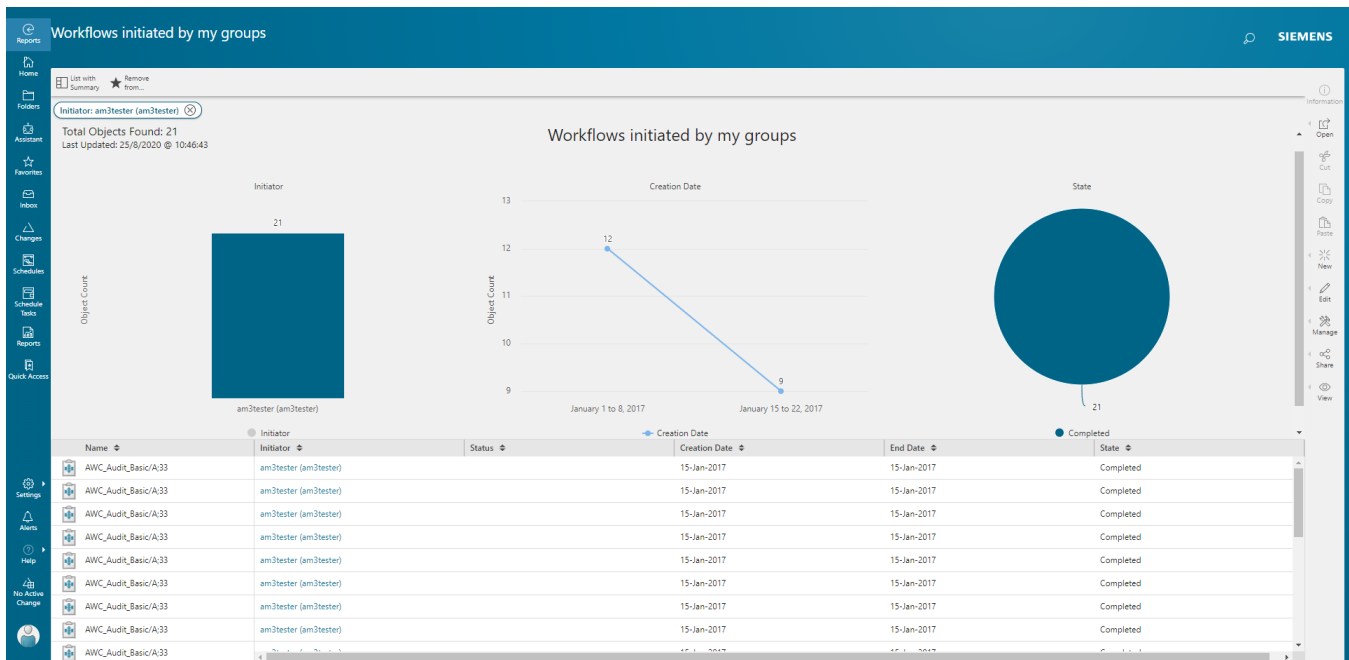 Reports
Workflows initiated by my groups
SIEMENS
Home
Folders
Assistant
Favorites
Inbox
Changes
Schedules
Schedule
Tasks
Reports
Quick Access
Settings
Alerts
Help
No Active
Change
List with
Summary
Remove
from...
Initiator: am3tester (am3tester)
Total Objects Found: 21
Last Updated: 25/8/2020 @ 10:46:43
Workflows initiated by my groups
Initiator
21
Object Count
am3tester (am3tester)
Initiator
Creation Date
13
12
11
10
9
Object Count
12
9
January 1 to 8, 2017
January 15 to 22, 2017
Creation Date
State
21
Completed
Information
Open
Cut
Copy
Paste
New
Edit
Manage
Share
View
Name Initiator Status Creation Date End Date State
AWC_Audit_Basic/A;33 am3tester (am3tester) 15-Jan-2017 15-Jan-2017 Completed
AWC_Audit_Basic/A;33 am3tester (am3tester) 15-Jan-2017 15-Jan-2017 Completed
AWC_Audit_Basic/A;33 am3tester (am3tester) 15-Jan-2017 15-Jan-2017 Completed
AWC_Audit_Basic/A;33 am3tester (am3tester) 15-Jan-2017 15-Jan-2017 Completed
AWC_Audit_Basic/A;33 am3tester (am3tester) 15-Jan-2017 15-Jan-2017 Completed
AWC_Audit_Basic/A;33 am3tester (am3tester) 15-Jan-2017 15-Jan-2017 Completed
AWC_Audit_Basic/A;33 am3tester (am3tester) 15-Jan-2017 15-Jan-2017 Completed
AWC_Audit_Basic/A;33 am3tester (am3tester) 15-Jan-2017 15-Jan-2017 Completed
AWC_Audit_Basic/A;33